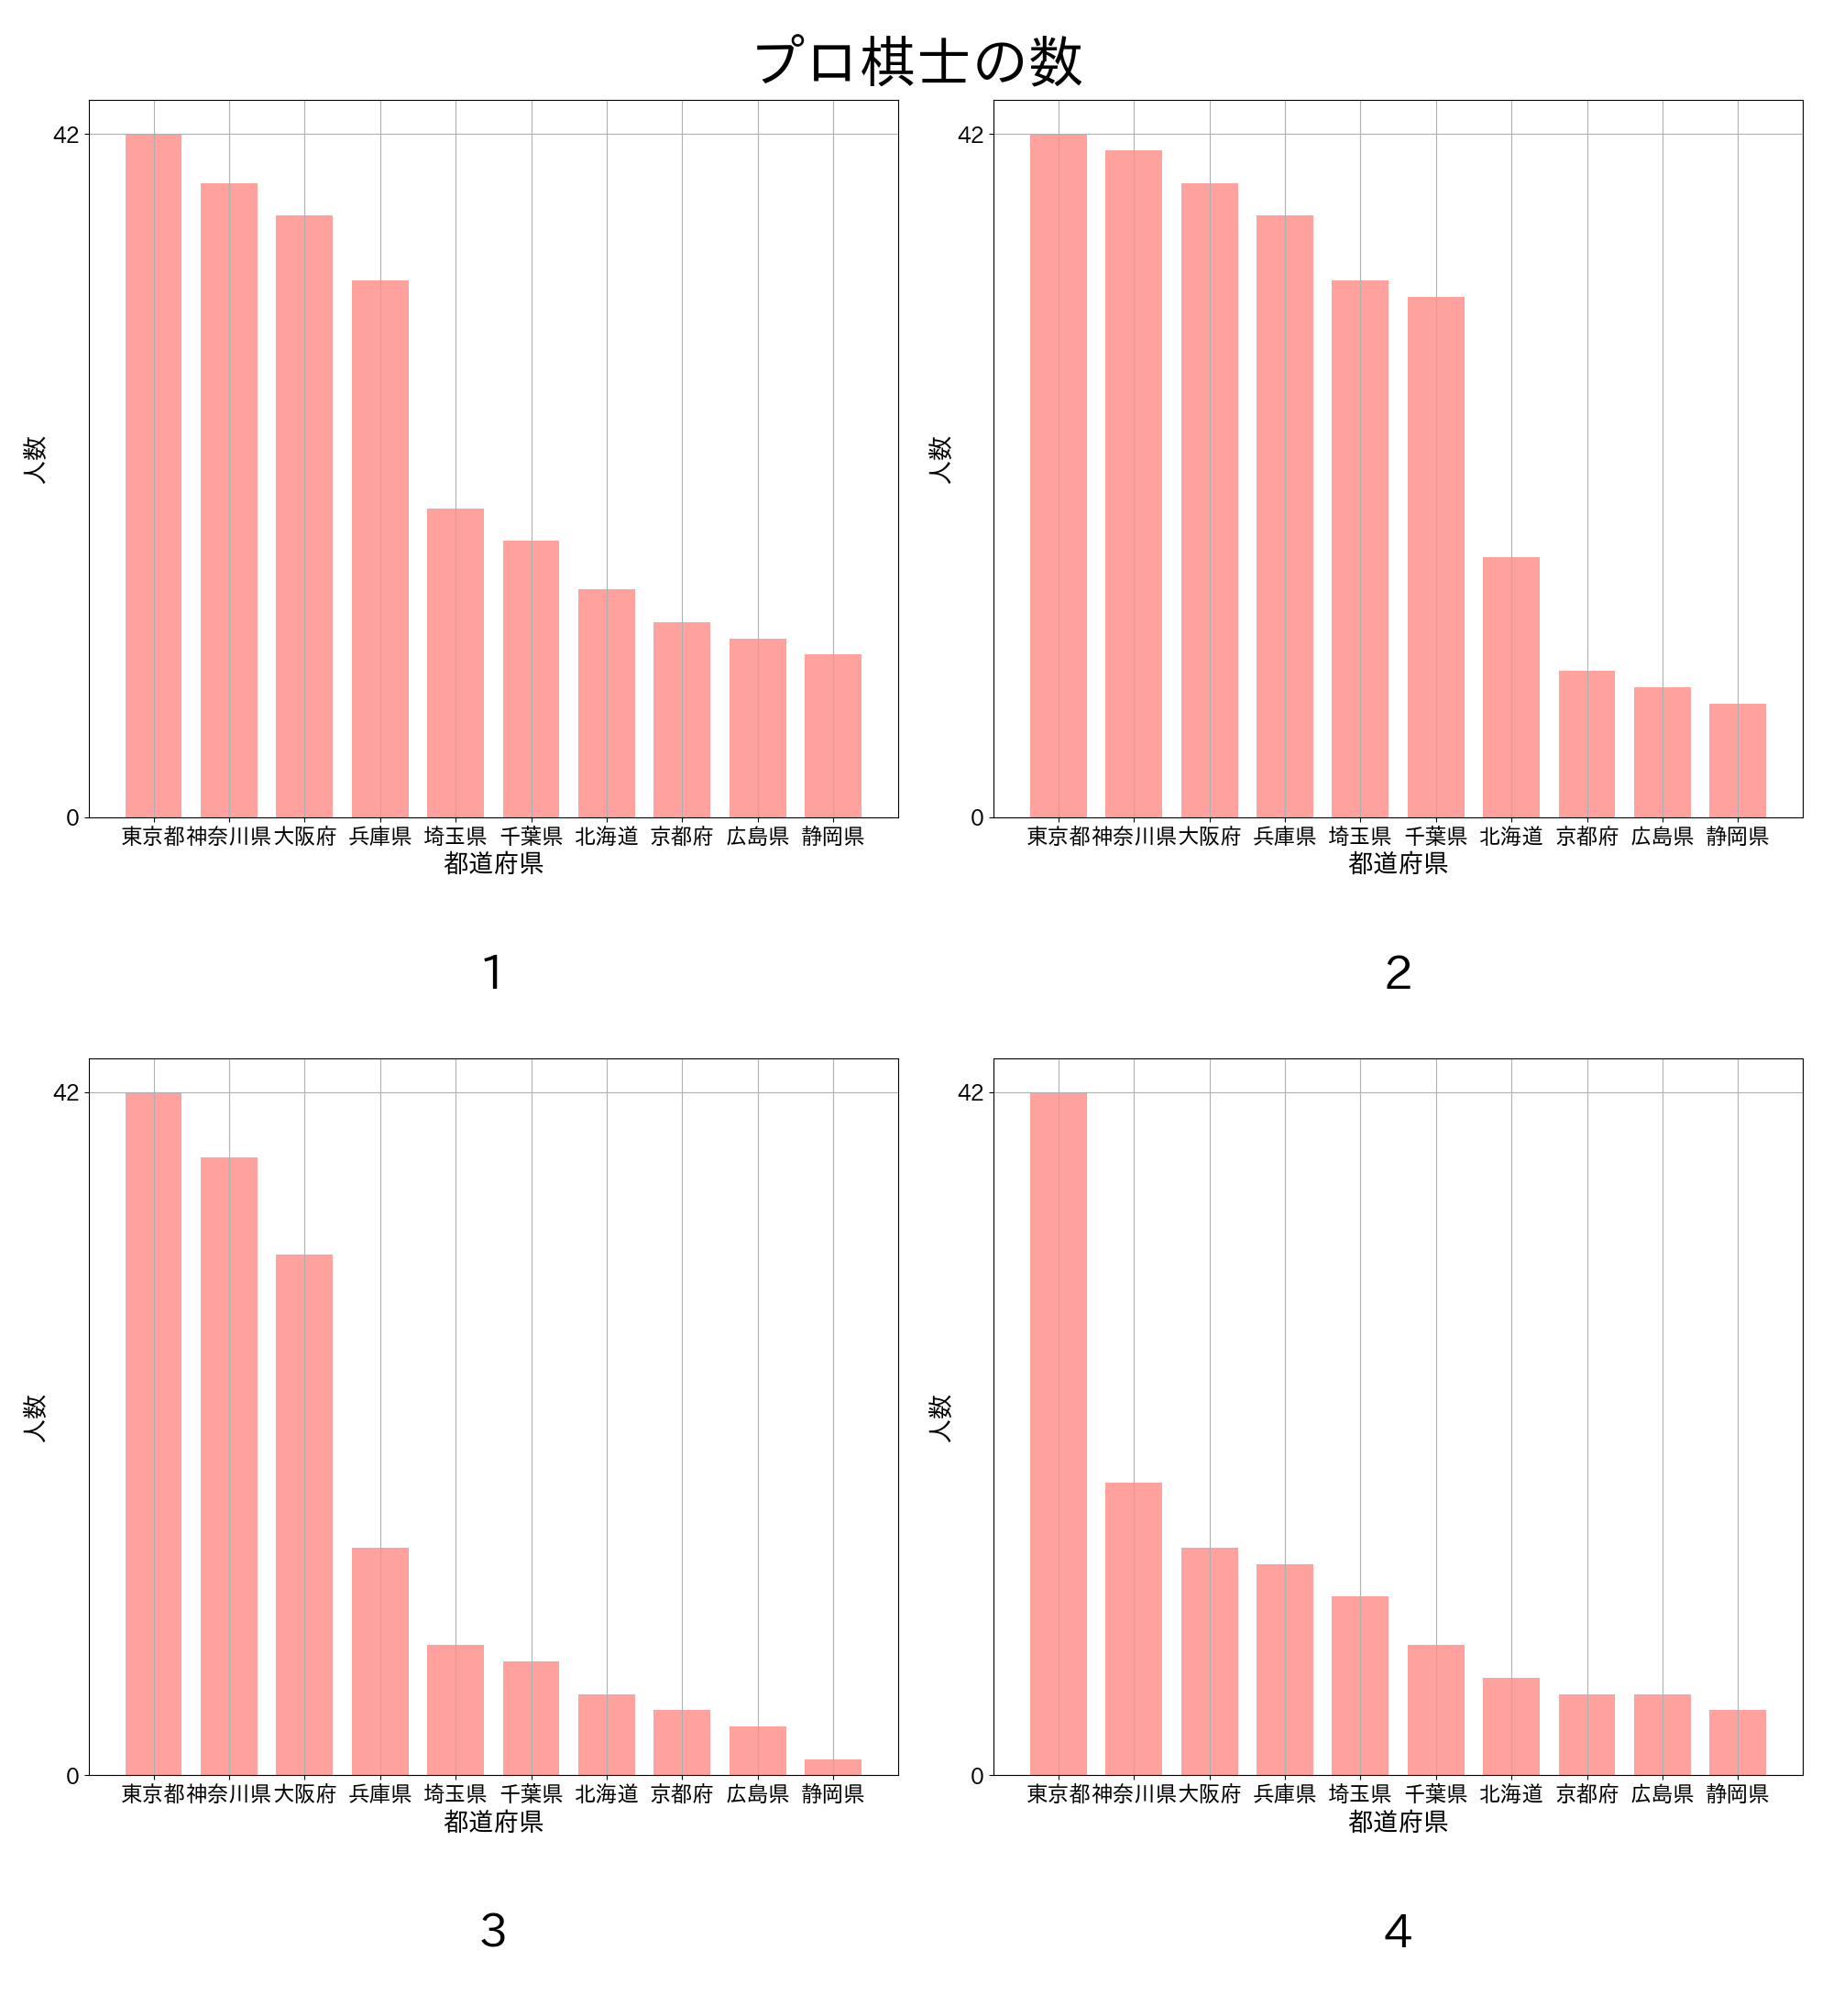 プロ棋士の数
42
0
人数
東京都 神奈川県 大阪府 兵庫県 埼玉県 千葉県 北海道 京都府 広島県 静岡県
都道府県
1
42
0
人数
東京都 神奈川県 大阪府 兵庫県 埼玉県 千葉県 北海道 京都府 広島県 静岡県
都道府県
2
42
0
人数
東京都 神奈川県 大阪府 兵庫県 埼玉県 千葉県 北海道 京都府 広島県 静岡県
都道府県
3
42
0
人数
東京都 神奈川県 大阪府 兵庫県 埼玉県 千葉県 北海道 京都府 広島県 静岡県
都道府県
4